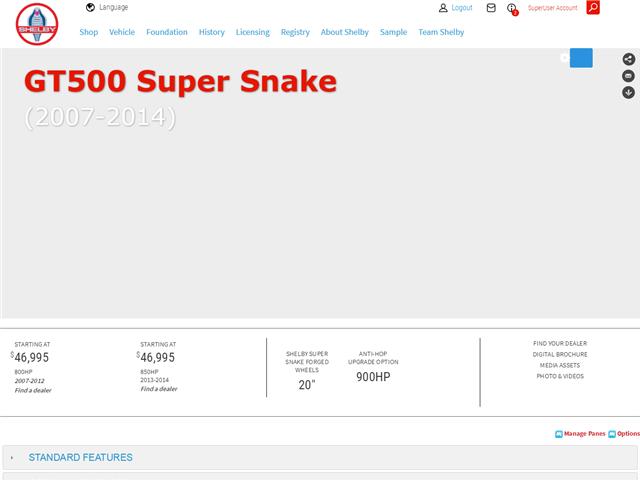 Language
Logout
2
SuperUser Account
SHELBY
Shop Vehicle Foundation History Licensing Registry About Shelby Sample Team Shelby
GT500 Super Snake
(2007-2014)
STARTING AT
$46,995
800HP
2007-2012
Find a dealer
STARTING AT
$46,995
850HP
2013-2014
Find a dealer
SHELBY SUPER
SNAKE FORGED
WHEELS
20"
ANTI-HOP
UPGRADE OPTION
900HP
FIND YOUR DEALER
DIGITAL BROCHURE
MEDIA ASSETS
PHOTO & VIDEOS
Manage Panes Options
STANDARD FEATURES